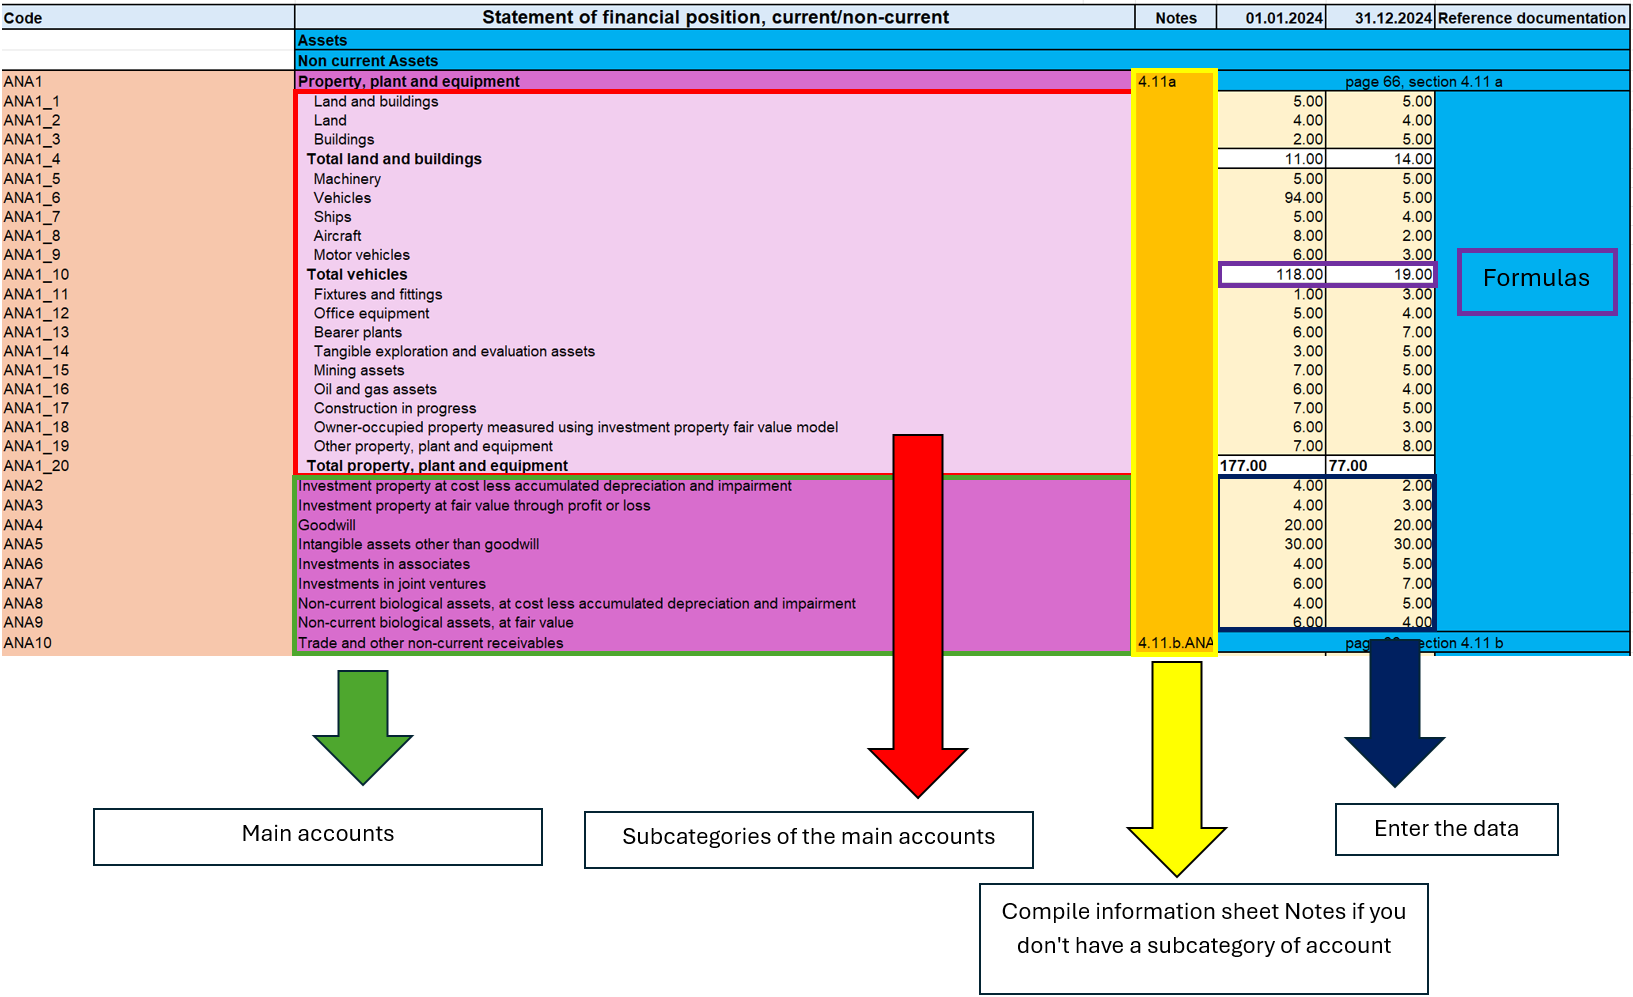 Code Statement of financial position, current/non-current Notes 01.01.2024 31.12.2024 Reference documentation
Assets
Non current Assets
ANA1 Property, plant and equipment 4.11a page 66, section 4.11 a
ANA1_1 Land and buildings 5.00 5.00
ANA1_2 Land 4.00 4.00
ANA1_3 Buildings 2.00 5.00
ANA1_4 Total land and buildings 11.00 14.00
ANA1_5 Machinery 5.00 5.00
ANA1_6 Vehicles 94.00 5.00
ANA1_7 Ships 5.00 4.00
ANA1_8 Aircraft 8.00 2.00
ANA1_9 Motor vehicles 6.00 3.00
ANA1_10 Total vehicles 118.00 19.00
Formulas
ANA1_11 Fixtures and fittings 1.00 3.00
ANA1_12 Office equipment 5.00 4.00
ANA1_13 Bearer plants 6.00 7.00
ANA1_14 Tangible exploration and evaluation assets 3.00 5.00
ANA1_15 Mining assets 7.00 5.00
ANA1_16 Oil and gas assets 6.00 4.00
ANA1_17 Construction in progress 7.00 5.00
ANA1_18 Owner-occupied property measured using investment property fair value model 6.00 3.00
ANA1_19 Other property, plant and equipment 7.00 8.00
ANA1_20 Total property, plant and equipment 177.00 77.00
ANA2 Investment property at cost less accumulated depreciation and impairment 4.00 2.00
ANA3 Investment property at fair value through profit or loss 4.00 3.00
ANA4 Goodwill 20.00 20.00
ANA5 Intangible assets other than goodwill 30.00 30.00
ANA6 Investments in associates 4.00 5.00
ANA7 Investments in joint ventures 6.00 7.00
ANA8 Non-current biological assets, at cost less accumulated depreciation and impairment 4.00 5.00
ANA9 Non-current biological assets, at fair value 6.00 4.00
ANA10 Trade and other non-current receivables 4.11.b.ANA section 4.11 b
Main accounts
Subcategories of the main accounts
Enter the data
Compile information sheet Notes if you
don't have a subcategory of account